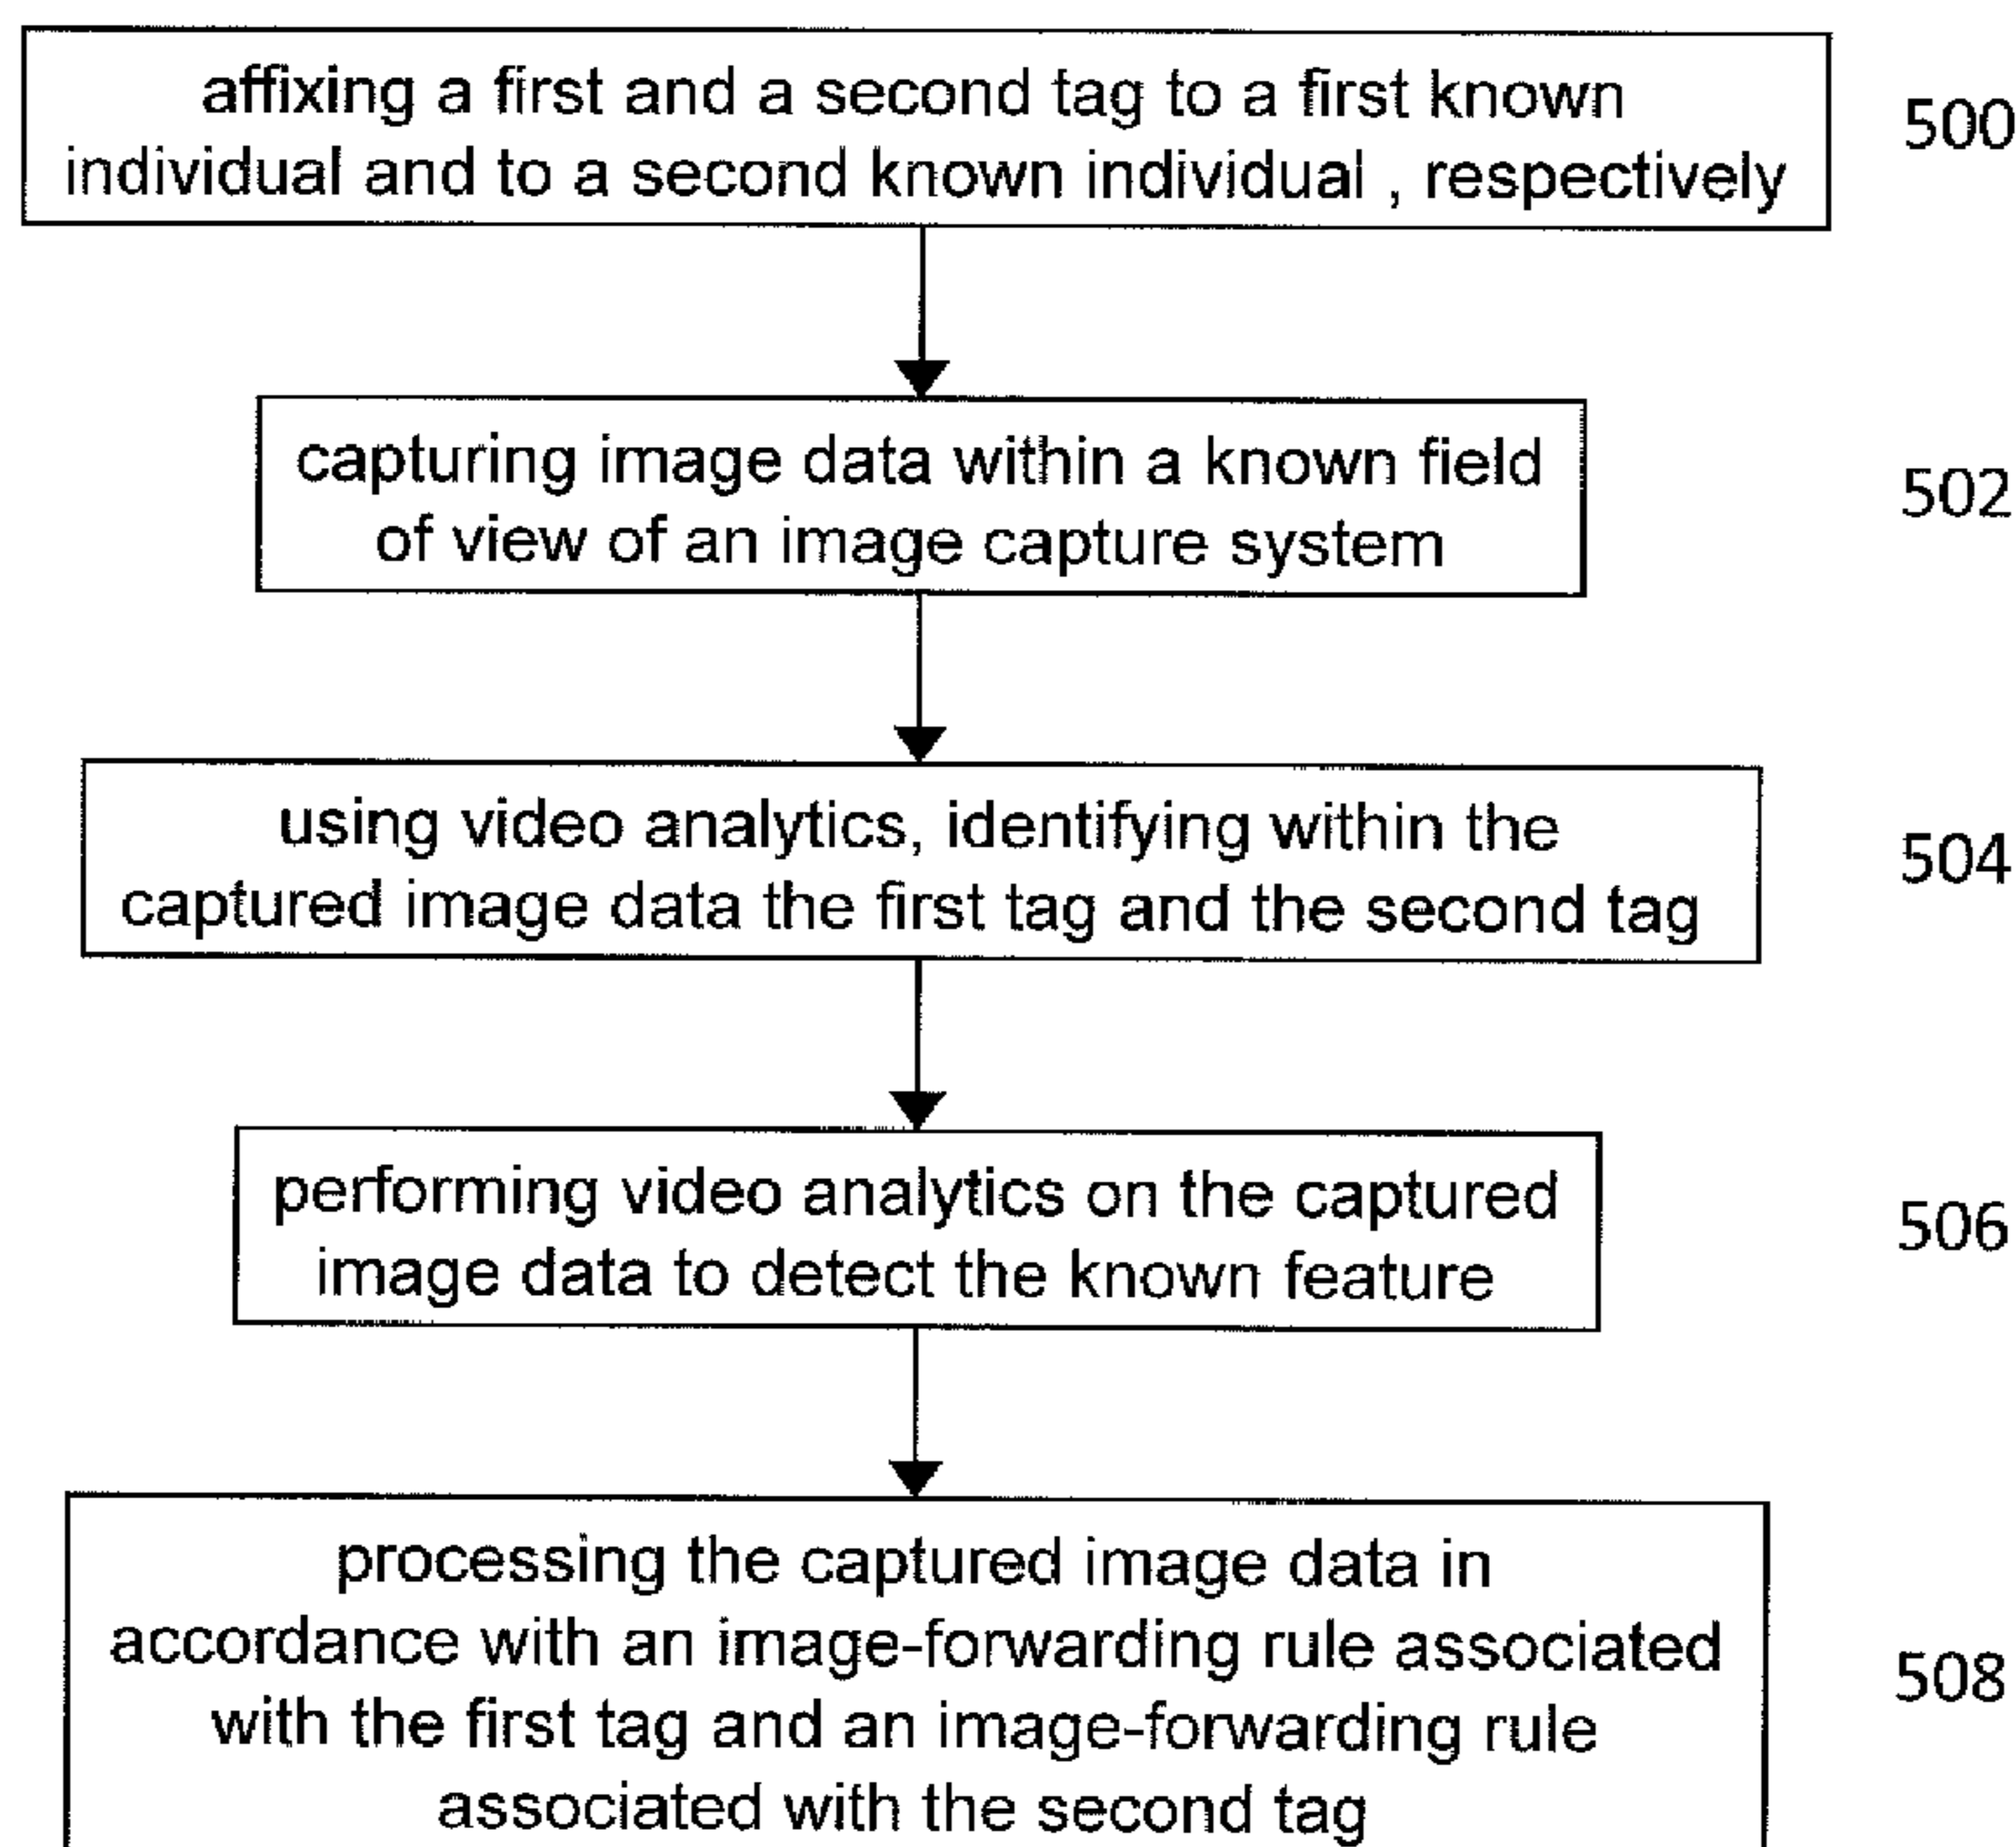 affixing a first and a second tag to a first known
individual and to a second known individual , respectively
500
capturing image data within a known field
of view of an image capture system
502
using video analytics, identifying within the
captured image data the first tag and the second tag
504
performing video analytics on the captured
image data to detect the known feature
506
processing the captured image data in
accordance with an image-forwarding rule associated
with the first tag and an image-forwarding rule
associated with the second tag
508